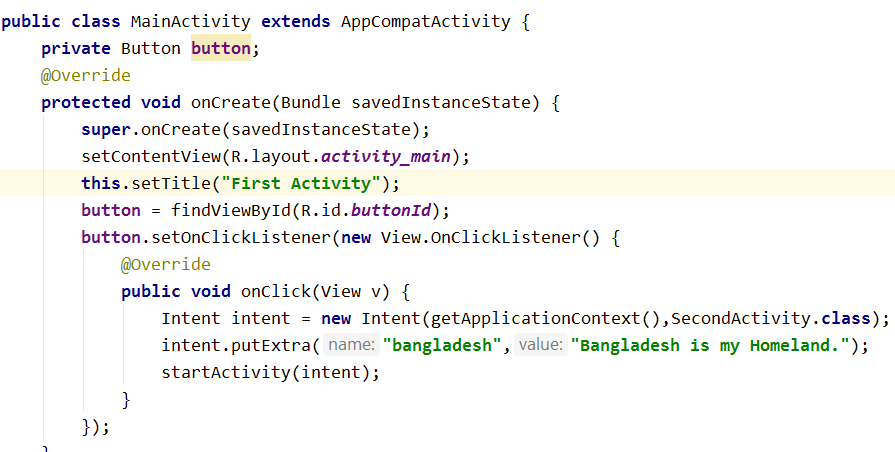 public class MainActivity extends AppCompatActivity {
private Button button;
@Override
protected void onCreate(Bundle savedInstanceState) {
super.onCreate(savedInstanceState);
setContentView(R.layout.activity_main);
this.setTitle("First Activity");
button = findViewById(R.id.buttonId);
button.setOnClickListener(new View.OnClickListener() {
@Override
public void onClick(View v) {
Intent intent = new Intent(getApplicationContext(),SecondActivity.class);
intent.putExtra( name: "bangladesh", value: "Bangladesh is my Homeland.");
startActivity(intent);
}
});